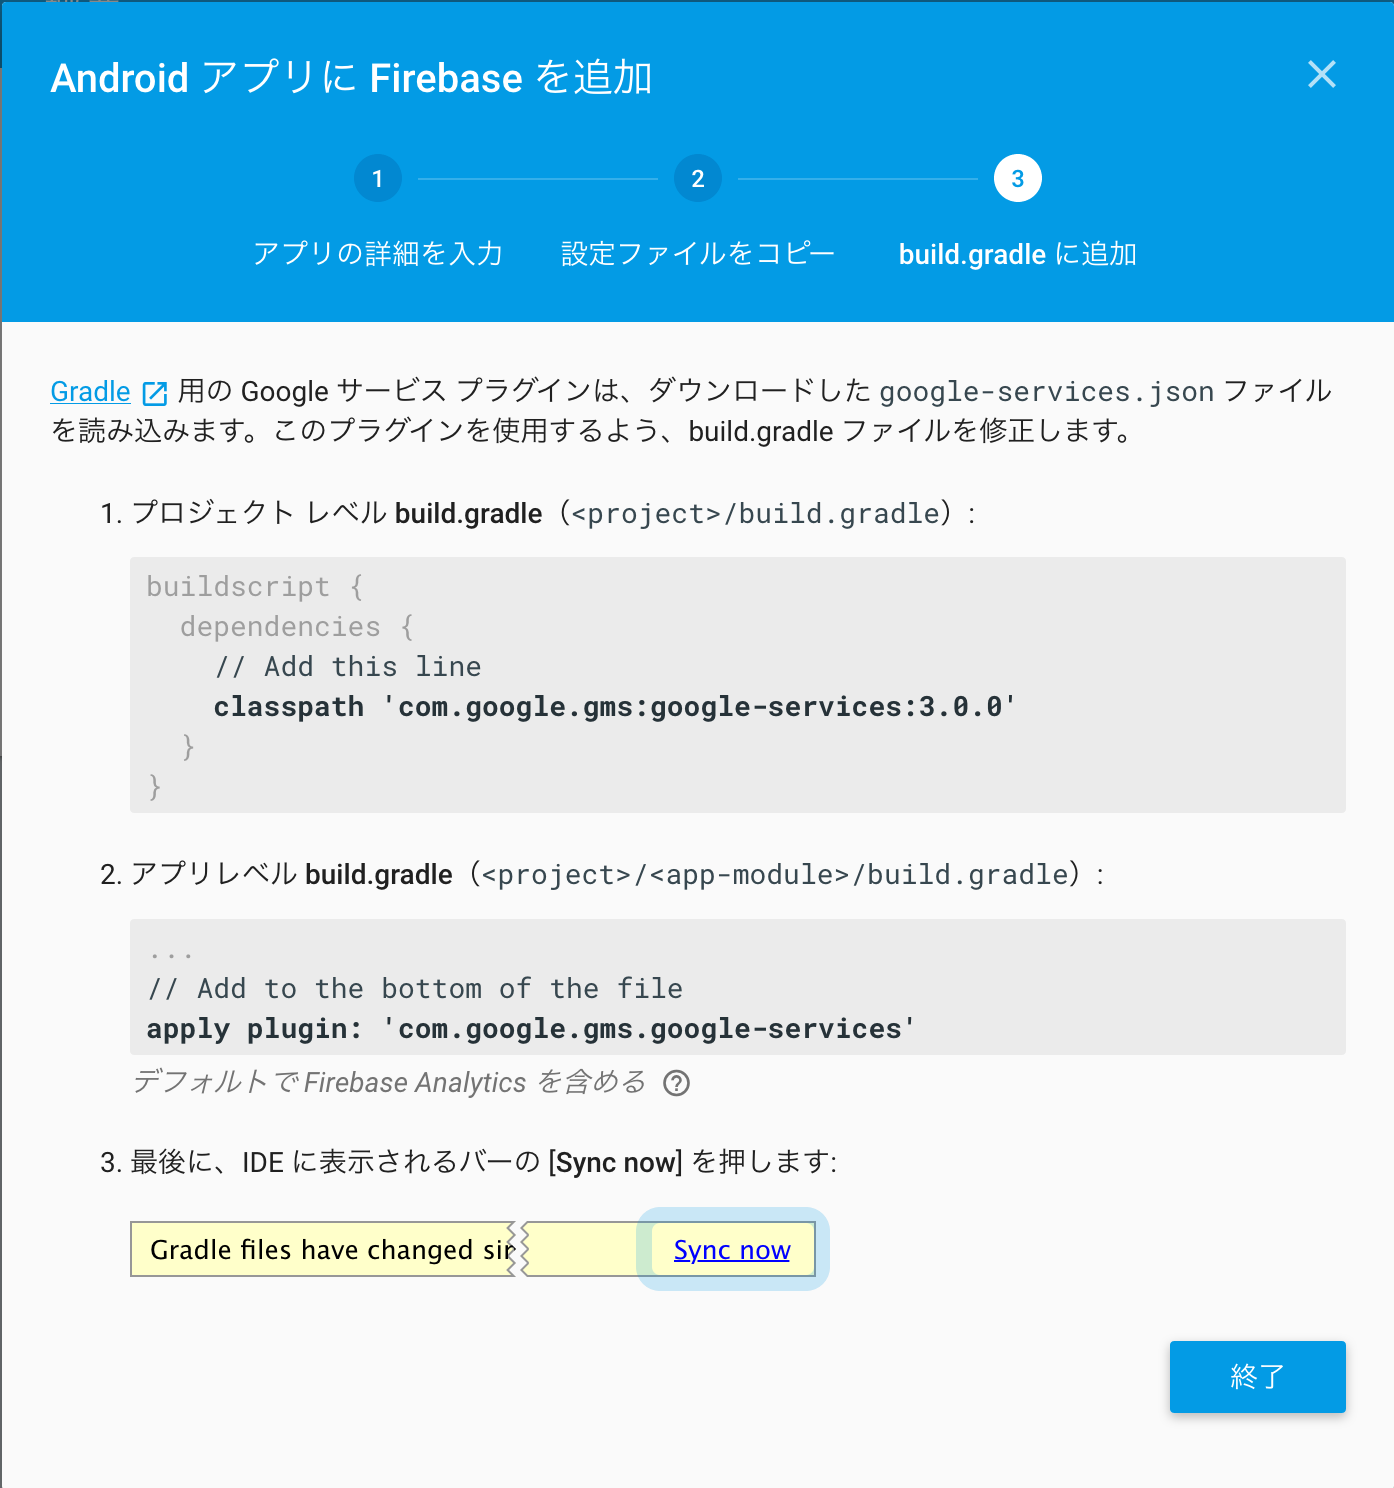 Android アプリに Firebase を追加
1
2
3
アプリの詳細を入力
設定ファイルをコピー
build.gradle に追加
Gradle 用の Google サービス プラグインは、ダウンロードした google-services.json ファイル
を読み込みます。このプラグインを使用するよう、build.gradle ファイルを修正します。
1. プロジェクト レベル build.gradle（<project>/build.gradle）:
buildscript {
  dependencies {
    // Add this line
    classpath 'com.google.gms:google-services:3.0.0'
  }
}
2. アプリレベル build.gradle（<project>/<app-module>/build.gradle）:
...
// Add to the bottom of the file
apply plugin: 'com.google.gms.google-services'
デフォルトで Firebase Analytics を含める ?
3. 最後に、IDE に表示されるバーの [Sync now] を押します:
Gradle files have changed sin
Sync now
終了